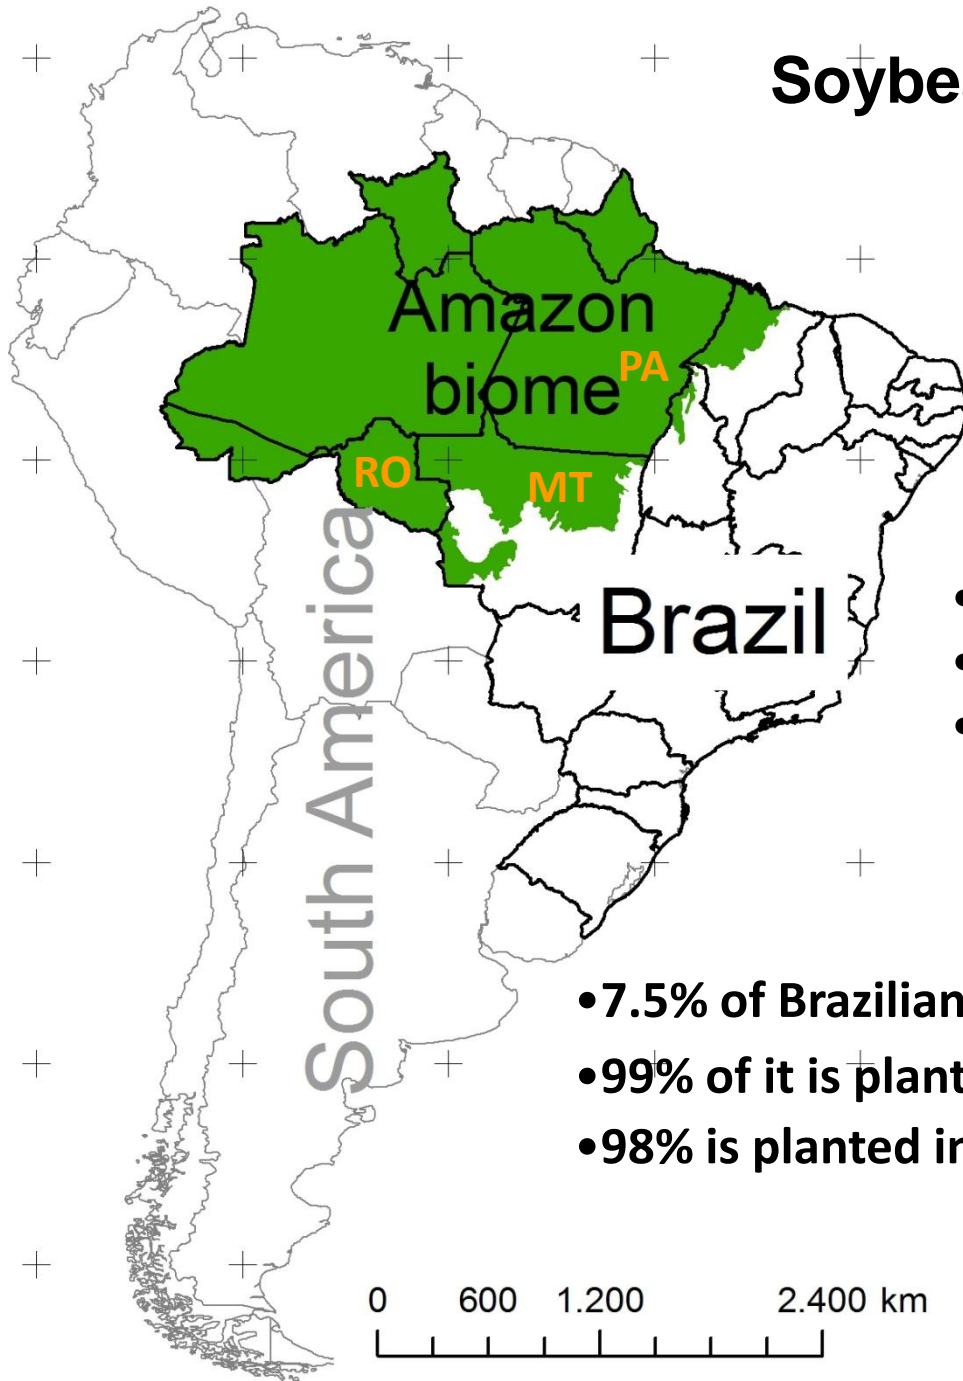 Soybe
Amazon
biome
PA
RO
MT
Brazil
South America
•
•
•
•7.5% of Brazilian
•99% of it is plant
•98% is planted in
0 600 1.200 2.400 km